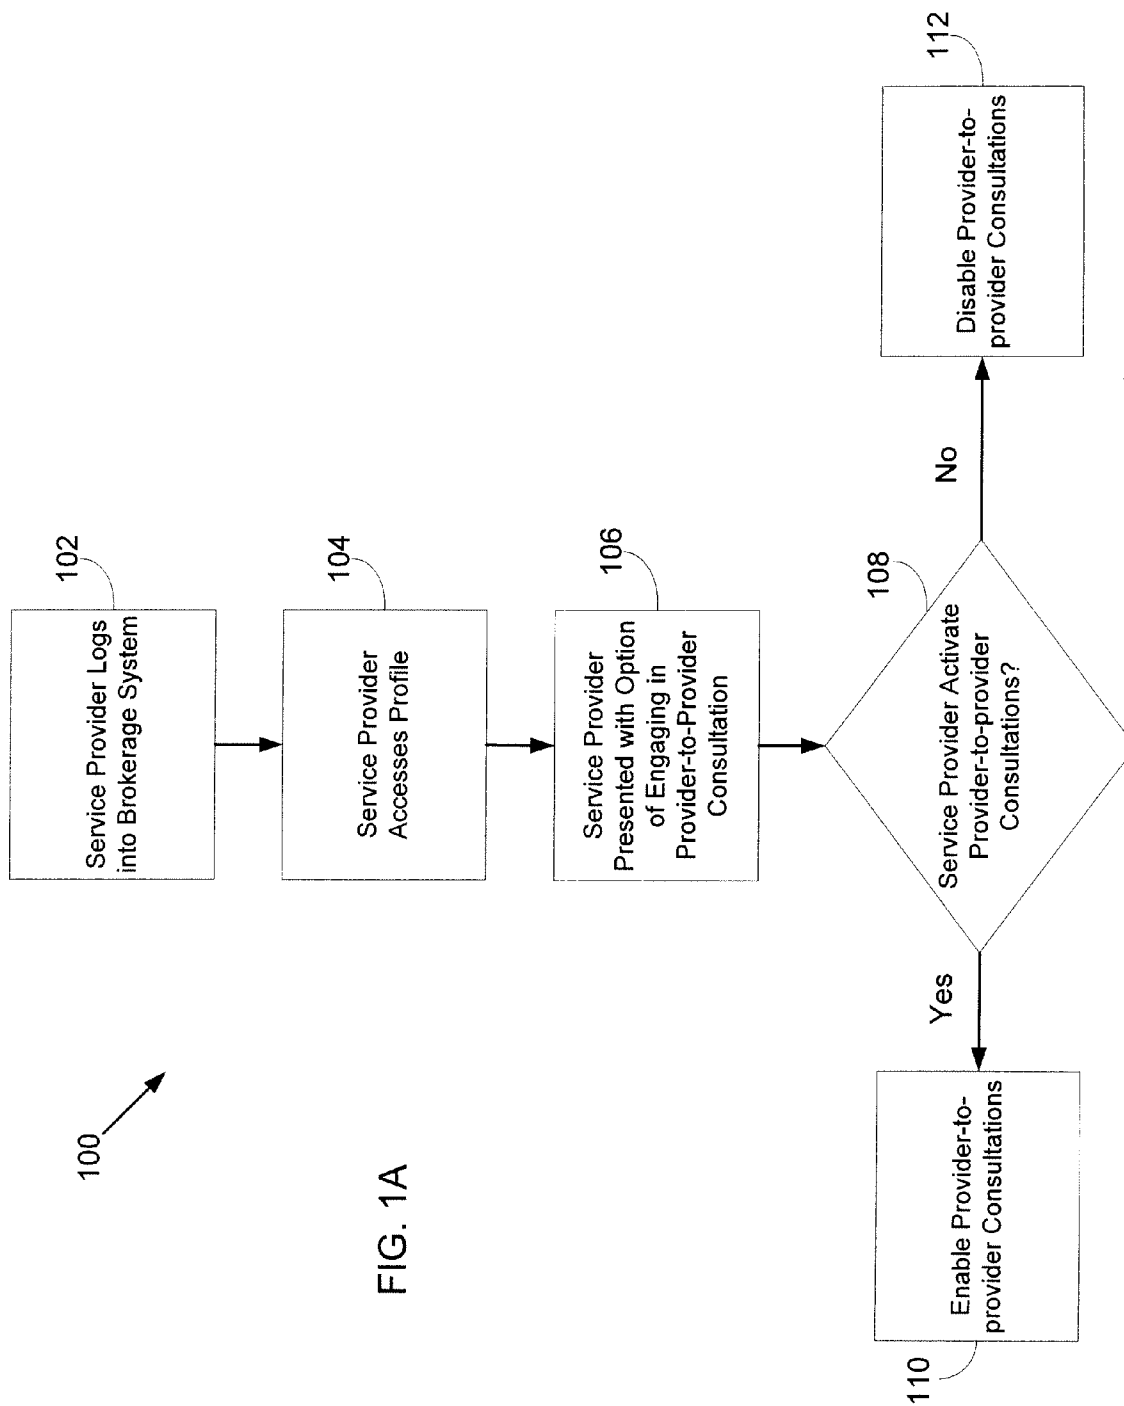 100
FIG. 1A
102
Service Provider Logs
into Brokerage System
104
Service Provider
Accesses Profile
106
Service Provider
Presented with Option
of Engaging in
Provider-to-Provider
Consultation
108
Service Provider Activate
Provider-to-provider
Consultations?
Yes
No
110
Enable Provider-to-
provider Consultations
112
Disable Provider-to-
provider Consultations